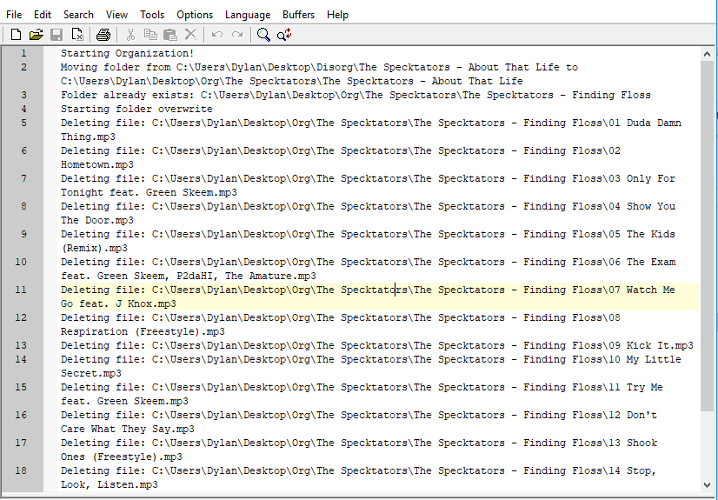 File Edit Search View Tools Options Language Buffers Help
1 Starting Organization!
2 Moving folder from C:\Users\Dylan\Desktop\Disorg\The Specktators - About That Life to
C:\Users\Dylan\Desktop\Org\The Specktators\The Specktators - About That Life
3 Folder already exists: C:\Users\Dylan\Desktop\Org\The Specktators\The Specktators - Finding Floss
4 Starting folder overwrite
5 Deleting file: C:\Users\Dylan\Desktop\Org\The Specktators\The Specktators - Finding Floss\01 Duda Damn
Thing.mp3
6 Deleting file: C:\Users\Dylan\Desktop\Org\The Specktators\The Specktators - Finding Floss\02
Hometown.mp3
7 Deleting file: C:\Users\Dylan\Desktop\Org\The Specktators\The Specktators - Finding Floss\03 Only For
Tonight feat. Green Skeem.mp3
8 Deleting file: C:\Users\Dylan\Desktop\Org\The Specktators\The Specktators - Finding Floss\04 Show You
The Door.mp3
9 Deleting file: C:\Users\Dylan\Desktop\Org\The Specktators\The Specktators - Finding Floss\05 The Kids
(Remix).mp3
10 Deleting file: C:\Users\Dylan\Desktop\Org\The Specktators\The Specktators - Finding Floss\06 The Exam
feat. Green Skeem, P2daHI, The Amature.mp3
11 Deleting file: C:\Users\Dylan\Desktop\Org\The Specktators\The Specktators - Finding Floss\07 Watch Me
Go feat. J Knox.mp3
12 Deleting file: C:\Users\Dylan\Desktop\Org\The Specktators\The Specktators - Finding Floss\08
Respiration (Freestyle).mp3
13 Deleting file: C:\Users\Dylan\Desktop\Org\The Specktators\The Specktators - Finding Floss\09 Kick It.mp3
14 Deleting file: C:\Users\Dylan\Desktop\Org\The Specktators\The Specktators - Finding Floss\10 My Little
Secret.mp3
15 Deleting file: C:\Users\Dylan\Desktop\Org\The Specktators\The Specktators - Finding Floss\11 Try Me
feat. Green Skeem.mp3
16 Deleting file: C:\Users\Dylan\Desktop\Org\The Specktators\The Specktators - Finding Floss\12 Don't
Care What They Say.mp3
17 Deleting file: C:\Users\Dylan\Desktop\Org\The Specktators\The Specktators - Finding Floss\13 Shook
Ones (Freestyle).mp3
18 Deleting file: C:\Users\Dylan\Desktop\Org\The Specktators\The Specktators - Finding Floss\14 Stop,
Look, Listen.mp3